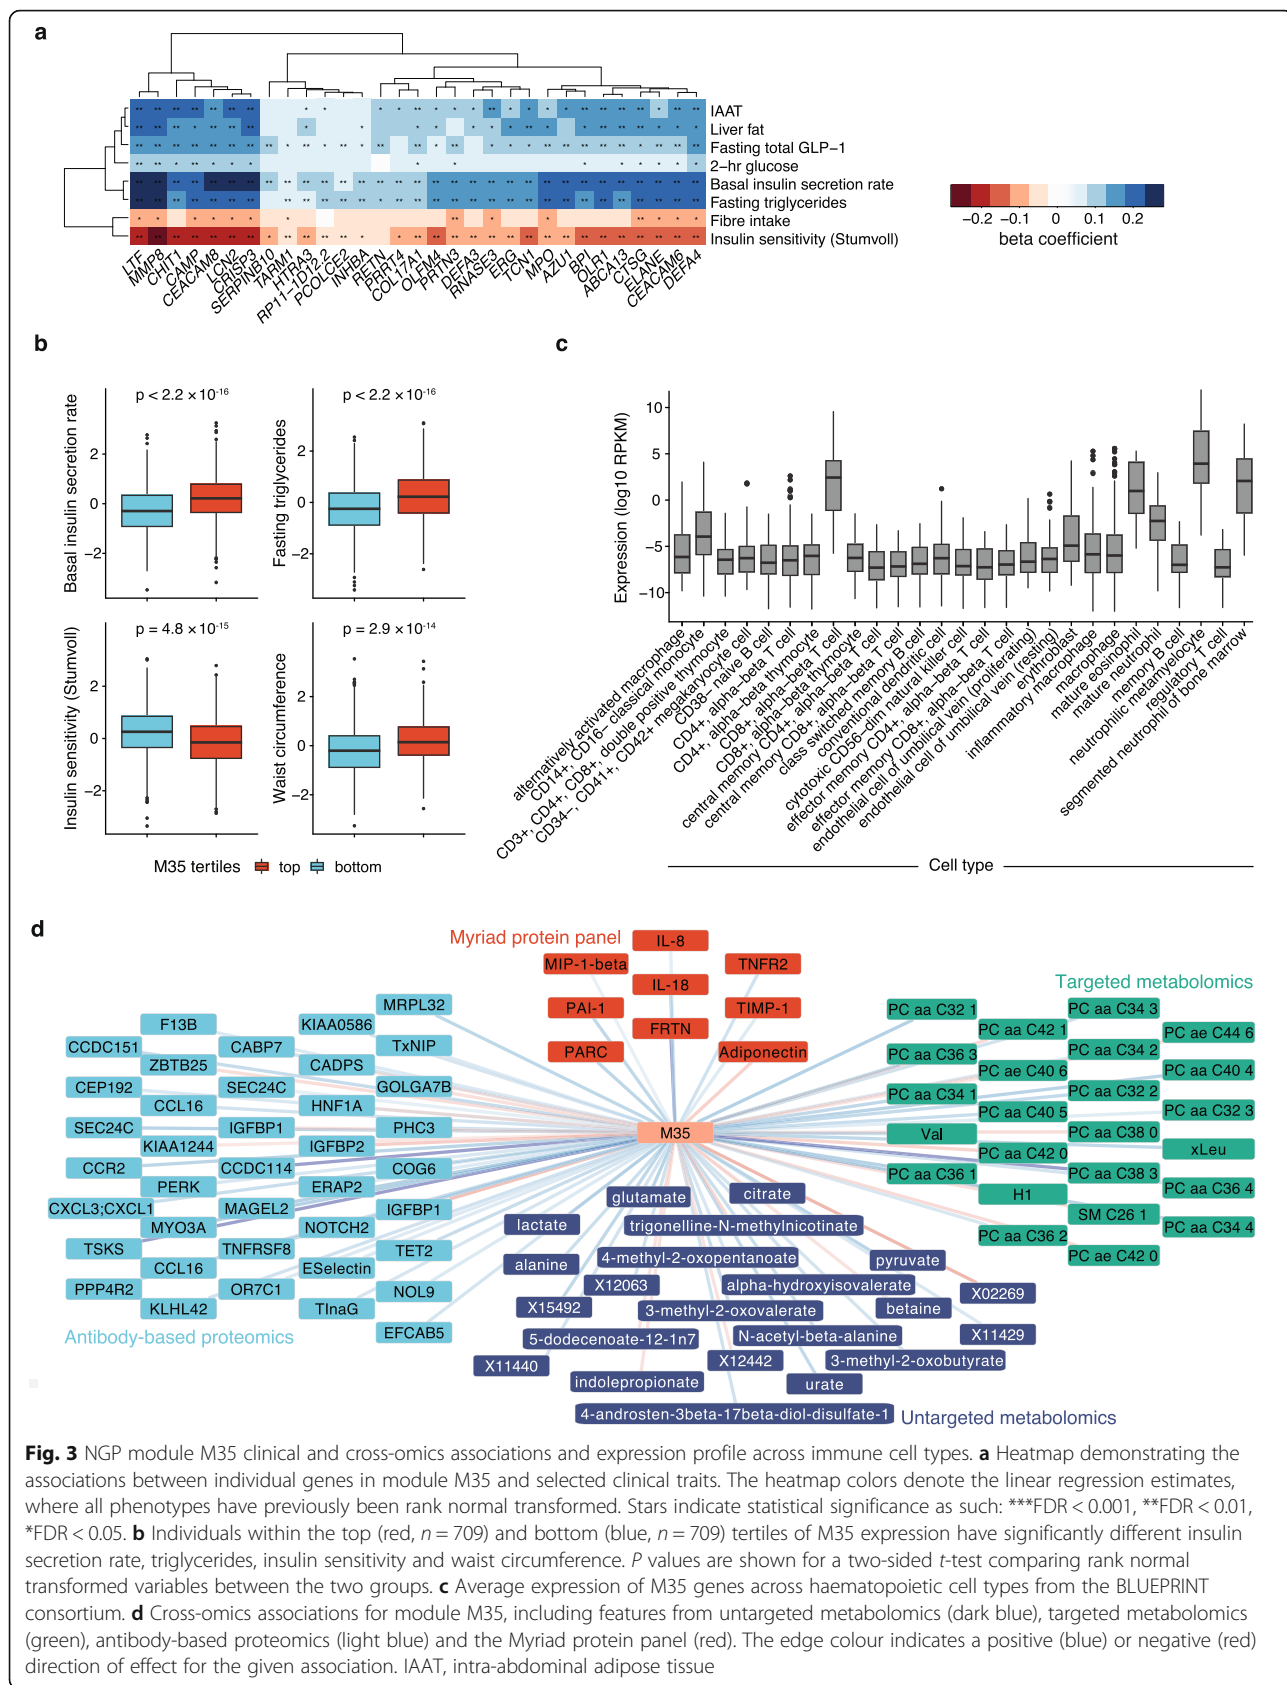 a
IAAT
Liver fat
Fasting total GLP−1
2−hr glucose
Basal insulin secretion rate
Fasting triglycerides
Fibre intake
Insulin sensitivity (Stumvoll)
LTF
MMP8
CHIT1
CAMP
CEACAM8
LCN2
CRISP3
SERPINB10
TARM1
HTRA3
RP11−1D12.2
PCOLCE2
INHBA
RETN
PRRT4
COL17A1
OLFM4
PRTN3
DEFA3
RNASE3
ERG
TCN1
MPO
AZU1
BPI
OLR1
ABCA13
CTSG
ELANE
CEACAM6
DEFA4
−0.2 −0.1 0 0.1 0.2
beta coefficient
b
p < 2.2 × 10-16
Basal insulin secretion rate
2
0
−2
p < 2.2 × 10-16
Fasting triglycerides
2
0
−2
p = 4.8 × 10-15
Insulin sensitivity (Stumvoll)
2
0
−2
p = 2.9 × 10-14
Waist circumference
2
0
−2
M35 tertiles top bottom
c
Expression (log10 RPKM)
10
5
0
−5
−10
alternatively activated macrophage
CD14+, CD16− classical monocyte
CD3+, CD4+, CD8+, double positive thymocyte
CD34−, CD41+, CD42+ megakaryocyte cell
CD38− naive B cell
CD4+, alpha−beta T cell
CD4+, alpha−beta thymocyte
CD8+, alpha−beta T cell
CD8+, alpha−beta thymocyte
central memory CD4+, alpha−beta T cell
central memory CD8+, alpha−beta T cell
class switched memory B cell
conventional dendritic cell
cytotoxic CD56−dim natural killer cell
effector memory CD4+, alpha−beta T cell
effector memory CD8+, alpha−beta T cell
endothelial cell of umbilical vein (proliferating)
endothelial cell of umbilical vein (resting)
erythroblast
inflammatory macrophage
macrophage
mature eosinophil
mature neutrophil
memory B cell
neutrophilic metamyelocyte
regulatory T cell
segmented neutrophil of bone marrow
Cell type
d
Myriad protein panel
IL-8
MIP-1-beta
TNFR2
IL-18
PAI-1
TIMP-1
FRTN
PARC
Adiponectin
M35
Targeted metabolomics
PC aa C32 1
PC aa C34 3
PC aa C42 1
PC ae C44 6
PC aa C36 3
PC aa C34 2
PC ae C40 6
PC aa C40 4
PC aa C34 1
PC aa C32 2
PC aa C40 5
PC aa C32 3
Val
PC aa C38 0
PC aa C42 0
xLeu
PC aa C36 1
PC aa C38 3
H1
PC aa C36 4
SM C26 1
PC aa C34 4
PC aa C36 2
PC ae C42 0
MRPL32
F13B
KIAA0586
CCDC151
CABP7
TxNIP
ZBTB25
CADPS
CEP192
SEC24C
GOLGA7B
CCL16
HNF1A
SEC24C
IGFBP1
PHC3
KIAA1244
IGFBP2
CCR2
CCDC114
COG6
PERK
ERAP2
CXCL3;CXCL1
MAGEL2
IGFBP1
MYO3A
NOTCH2
TSKS
TNFRSF8
TET2
CCL16
ESelectin
PPP4R2
OR7C1
NOL9
KLHL42
TInaG
EFCAB5
Antibody-based proteomics
glutamate
citrate
lactate
trigonelline-N-methylnicotinate
alanine
4-methyl-2-oxopentanoate
pyruvate
X12063
alpha-hydroxyisovalerate
X02269
X15492
3-methyl-2-oxovalerate
betaine
5-dodecenoate-12-1n7
N-acetyl-beta-alanine
X11429
X11440
X12442
3-methyl-2-oxobutyrate
indolepropionate
urate
4-androsten-3beta-17beta-diol-disulfate-1
Untargeted metabolomics
Fig. 3 NGP module M35 clinical and cross-omics associations and expression profile across immune cell types. a Heatmap demonstrating the
associations between individual genes in module M35 and selected clinical traits. The heatmap colors denote the linear regression estimates,
where all phenotypes have previously been rank normal transformed. Stars indicate statistical significance as such: ***FDR < 0.001, **FDR < 0.01,
*FDR < 0.05. b Individuals within the top (red, n = 709) and bottom (blue, n = 709) tertiles of M35 expression have significantly different insulin
secretion rate, triglycerides, insulin sensitivity and waist circumference. P values are shown for a two-sided t-test comparing rank normal
transformed variables between the two groups. c Average expression of M35 genes across haematopoietic cell types from the BLUEPRINT
consortium. d Cross-omics associations for module M35, including features from untargeted metabolomics (dark blue), targeted metabolomics
(green), antibody-based proteomics (light blue) and the Myriad protein panel (red). The edge colour indicates a positive (blue) or negative (red)
direction of effect for the given association. IAAT, intra-abdominal adipose tissue